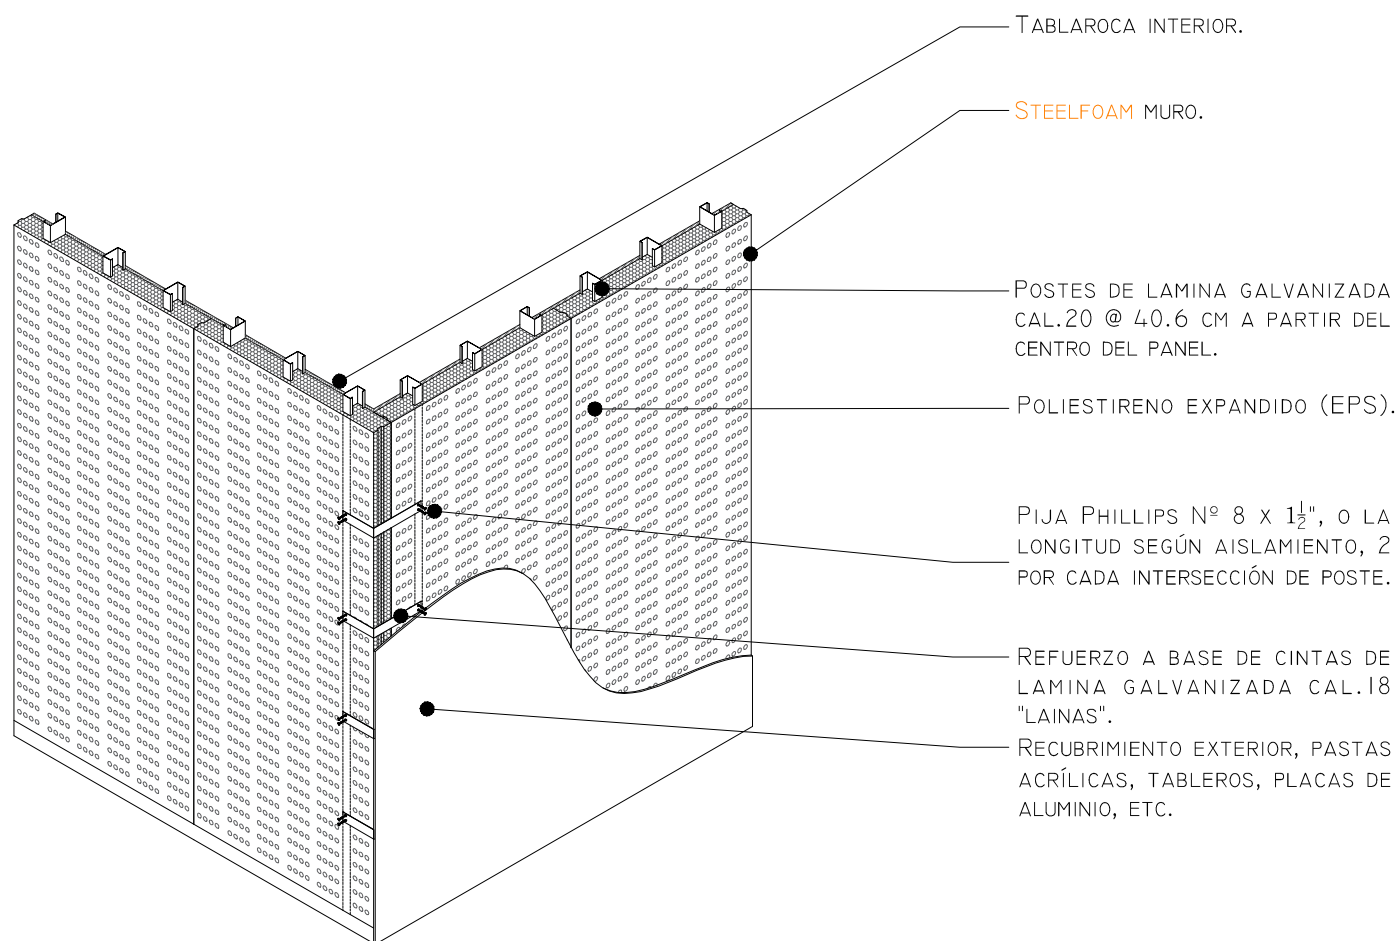 TABLAROCA INTERIOR.
STEELFOAM MURO.
POSTES DE LAMINA GALVANIZADA
CAL.20 @ 40.6 CM A PARTIR DEL
CENTRO DEL PANEL.
POLIESTIRENO EXPANDIDO (EPS).
PIJA PHILLIPS Nº 8 X 1½", O LA
LONGITUD SEGÚN AISLAMIENTO, 2
POR CADA INTERSECCIÓN DE POSTE.
REFUERZO A BASE DE CINTAS DE
LAMINA GALVANIZADA CAL.18
"LAINAS".
RECUBRIMIENTO EXTERIOR, PASTAS
ACRÍLICAS, TABLEROS, PLACAS DE
ALUMINIO, ETC.